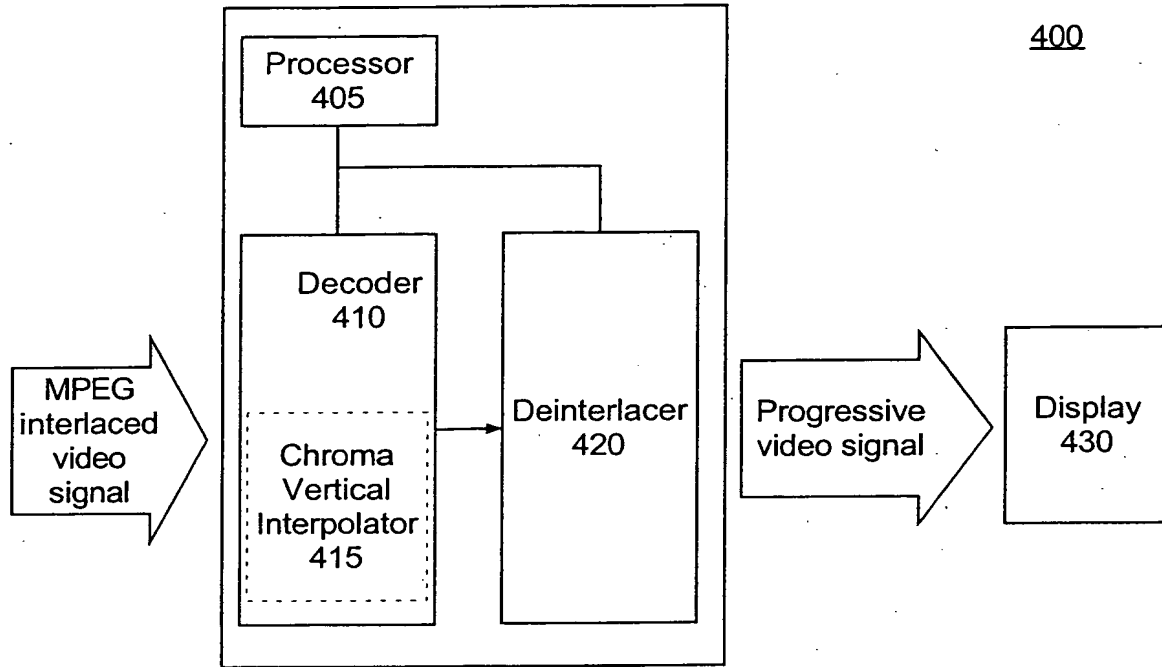 400
Processor
405
Decoder
410
Chroma
Vertical
Interpolator
415
Deinterlacer
420
MPEG
interlaced
video
signal
Progressive
video signal
Display
430